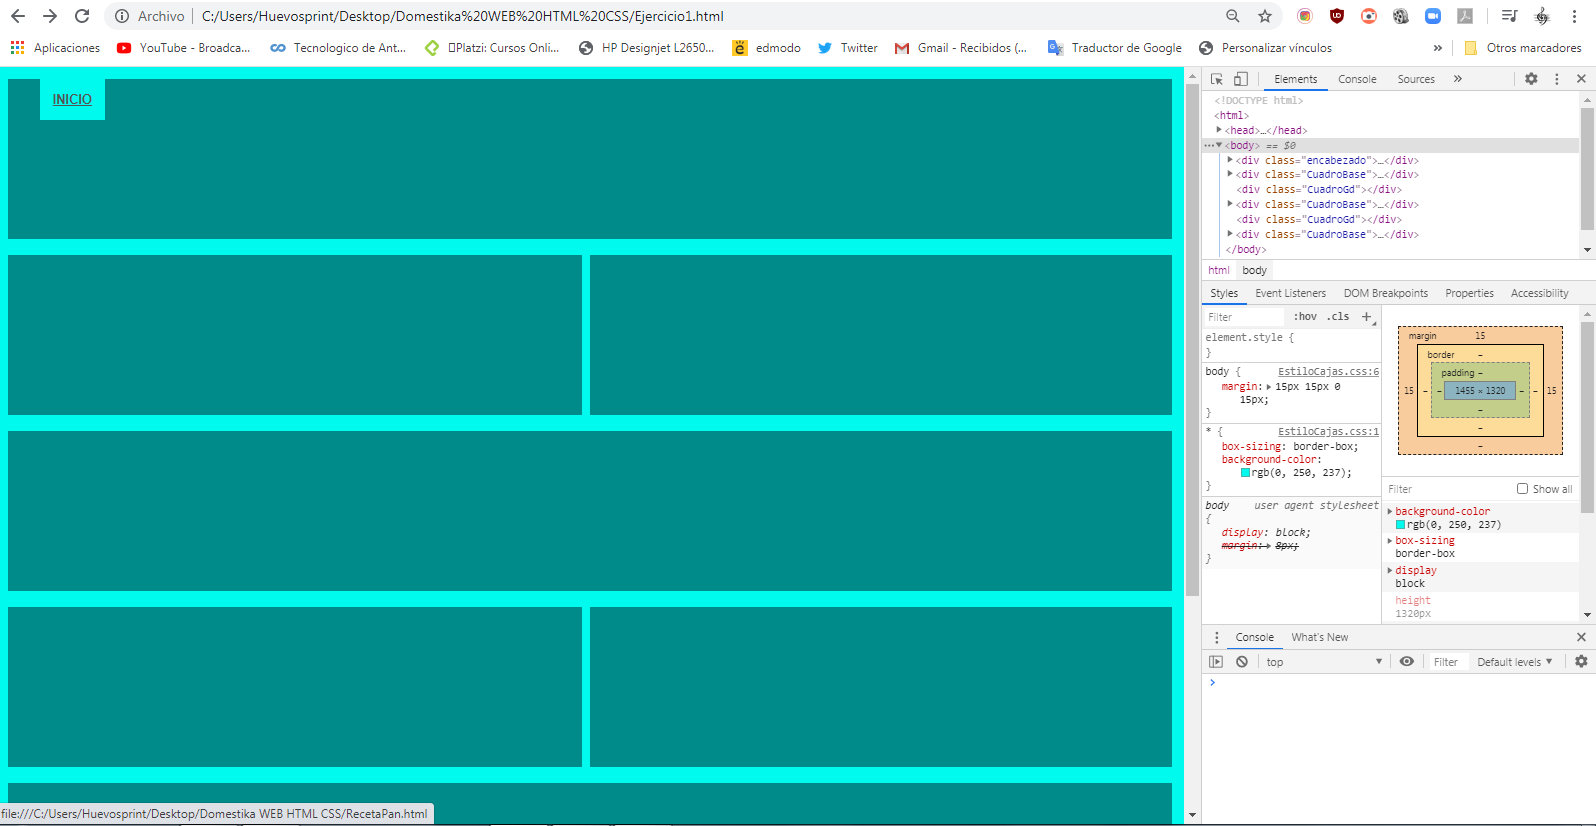 Archivo C:/Users/Huevosprint/Desktop/Domestika%20WEB%20HTML%20CSS/Ejercicio1.html
Aplicaciones YouTube - Broadca... Tecnologico de Ant... Platzi: Cursos Onli... HP Designjet L2650... edmodo Twitter Gmail - Recibidos (... Traductor de Google Personalizar vínculos » Otros marcadores
INICIO
file:///C:/Users/Huevosprint/Desktop/Domestika WEB HTML CSS/RecetaPan.html
Elements Console Sources »
<!DOCTYPE html>
<html>
<head>…</head>
<body> == $0
<div class="encabezado">…</div>
<div class="CuadroBase">…</div>
<div class="CuadroGd"></div>
<div class="CuadroBase">…</div>
<div class="CuadroGd"></div>
<div class="CuadroBase">…</div>
</body>
html body
Styles Event Listeners DOM Breakpoints Properties Accessibility
Filter :hov .cls +
element.style {
}
body { EstiloCajas.css:6
margin: 15px 15px 0
15px;
}
* { EstiloCajas.css:1
box-sizing: border-box;
background-color:
rgb(0, 250, 237);
}
body user agent stylesheet
{
display: block;
margin: 8px;
}
margin 15
border –
padding –
15 – – 1455 × 1320 – – 15
–
–
–
Filter Show all
background-color
rgb(0, 250, 237)
box-sizing
border-box
display
block
height
1320px
Console What's New
top Filter Default levels